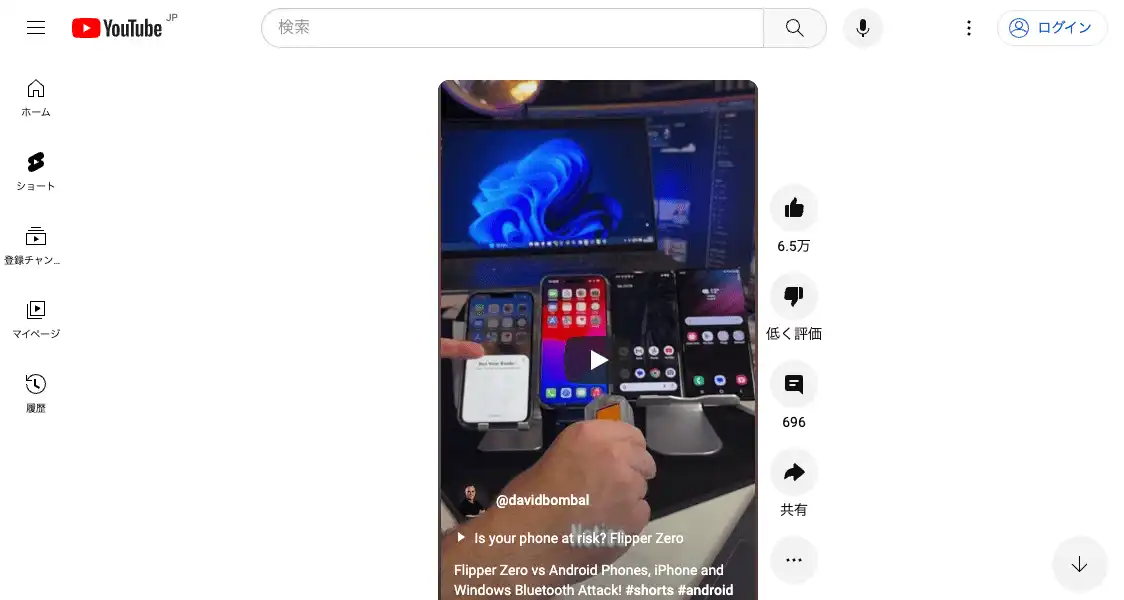 YouTube JP
検索
ログイン
ホーム
ショート
登録チャン...
マイページ
履歴
6.5万
低く評価
696
共有
@davidbombal
Notice
Is your phone at risk? Flipper Zero
Flipper Zero vs Android Phones, iPhone and
Windows Bluetooth Attack! #shorts #android